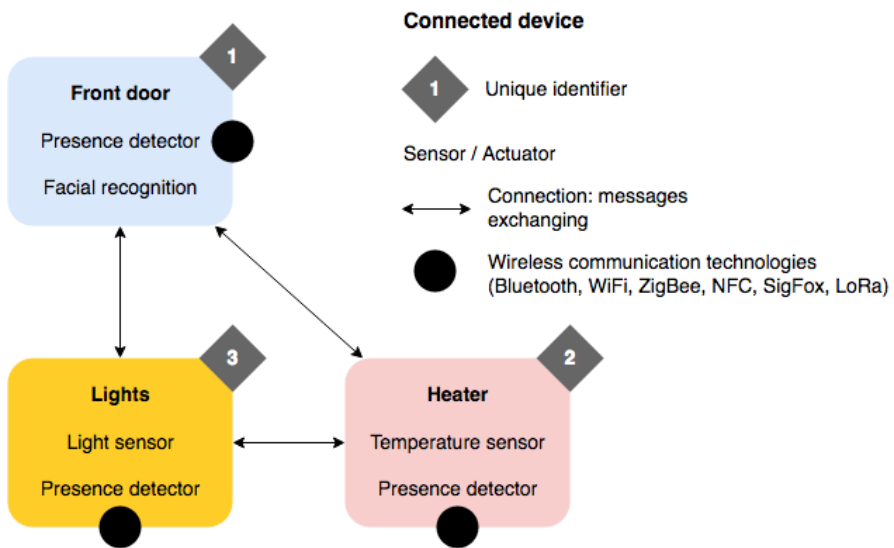 Connected device
1
Front door
Presence detector
Facial recognition
1
Unique identifier
Sensor / Actuator
Connection: messages
exchanging
Wireless communication technologies
(Bluetooth, WiFi, ZigBee, NFC, SigFox, LoRa)
3
Lights
Light sensor
Presence detector
2
Heater
Temperature sensor
Presence detector